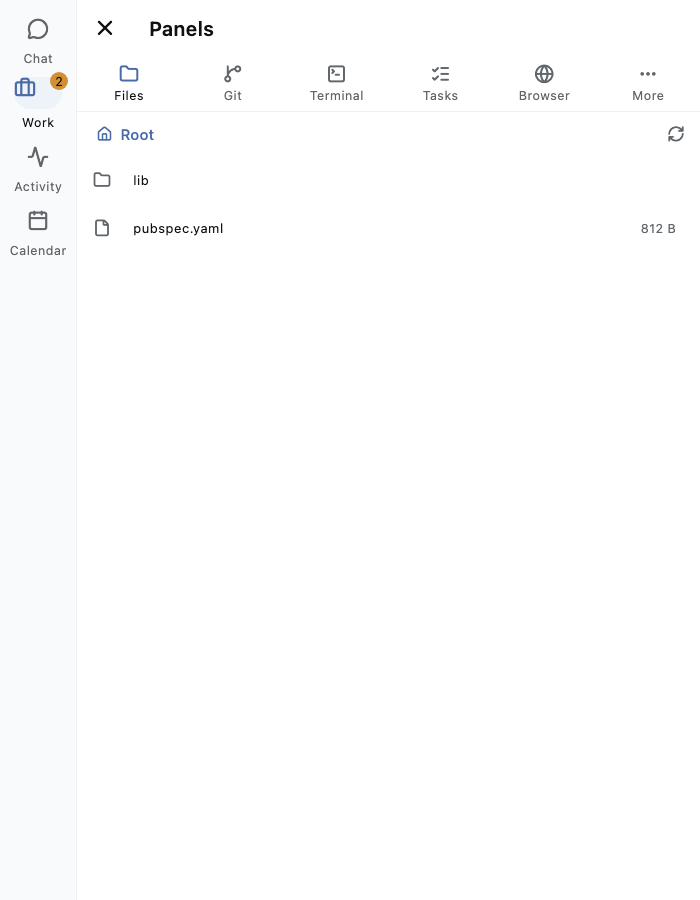 Chat
2
Work
Activity
Calendar
Panels
Files
Git
Terminal
Tasks
Browser
More
Root
lib
pubspec.yaml 812 B